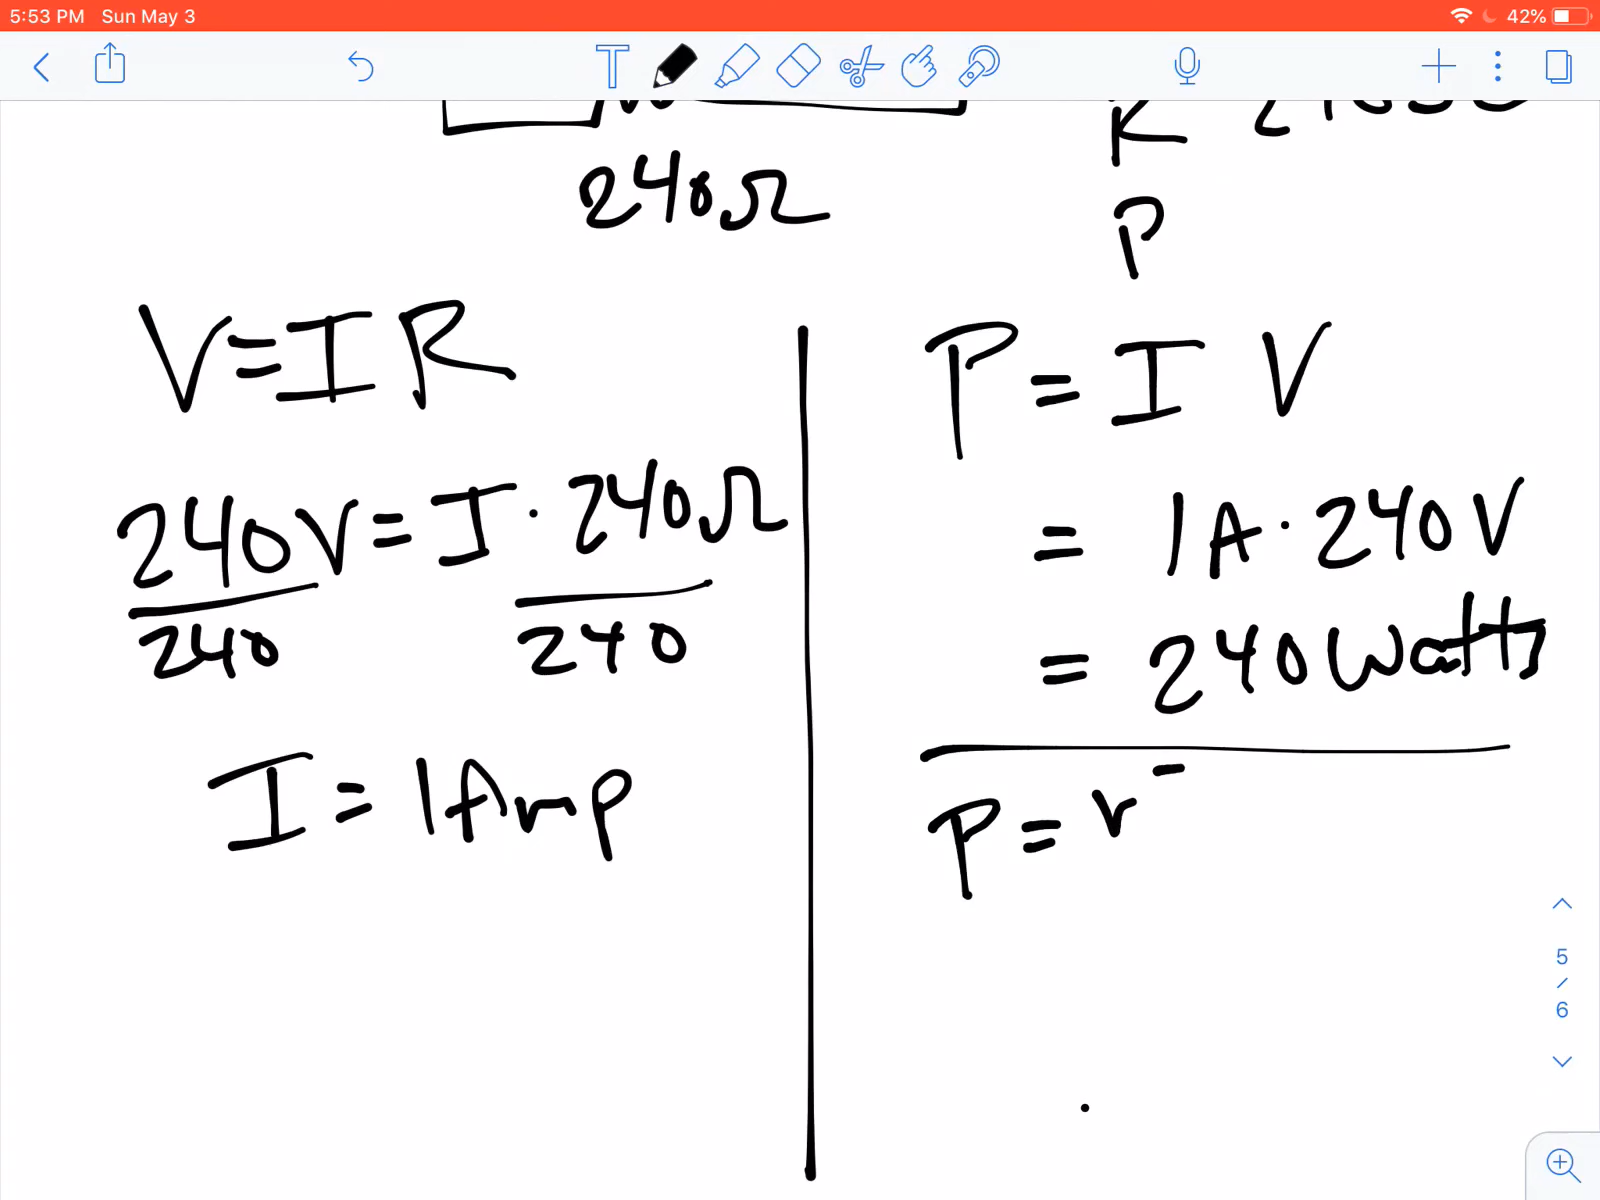 5:53 PM Sun May 3 42%
T
240Ω
R
P
V=IR
240V=I·240Ω
240 240
I=1Amp
P=IV
=1A·240V
=240Watts
P=V
5
/
6